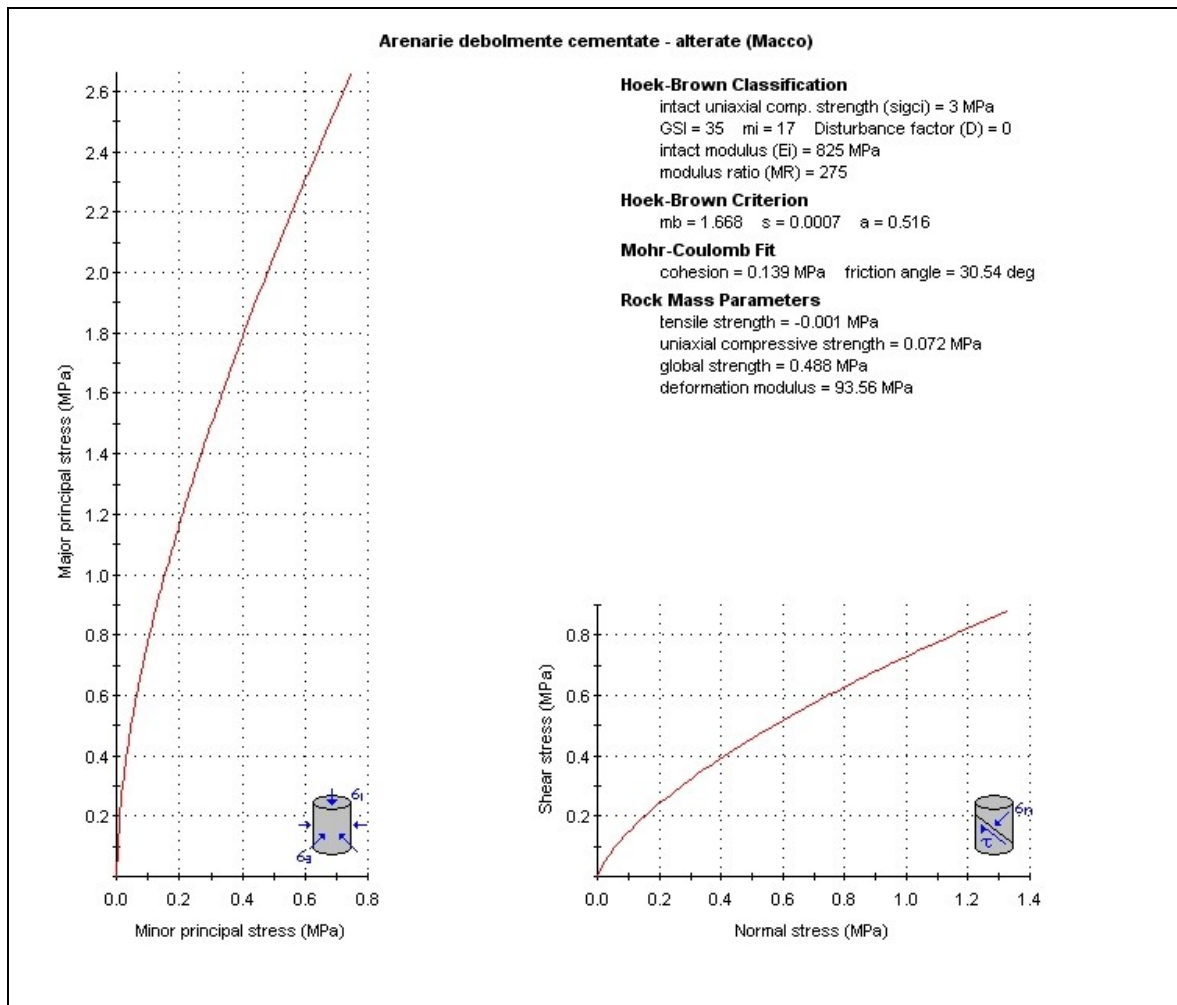 Arenarie debolmente cementate - alterate (Macco)
Hoek-Brown Classification
intact uniaxial comp. strength (sigci) = 3 MPa
GSI = 35 mi = 17 Disturbance factor (D) = 0
intact modulus (Ei) = 825 MPa
modulus ratio (MR) = 275
Hoek-Brown Criterion
mb = 1.668 s = 0.0007 a = 0.516
Mohr-Coulomb Fit
cohesion = 0.139 MPa friction angle = 30.54 deg
Rock Mass Parameters
tensile strength = -0.001 MPa
uniaxial compressive strength = 0.072 MPa
global strength = 0.488 MPa
deformation modulus = 93.56 MPa
Major principal stress (MPa)
2.6
2.4
2.2
2.0
1.8
1.6
1.4
1.2
1.0
0.8
0.6
0.4
0.2
0.0 0.2 0.4 0.6 0.8
Minor principal stress (MPa)
σ1
σ3
Shear stress (MPa)
0.8
0.6
0.4
0.2
0.0 0.2 0.4 0.6 0.8 1.0 1.2 1.4
Normal stress (MPa)
σn
τ